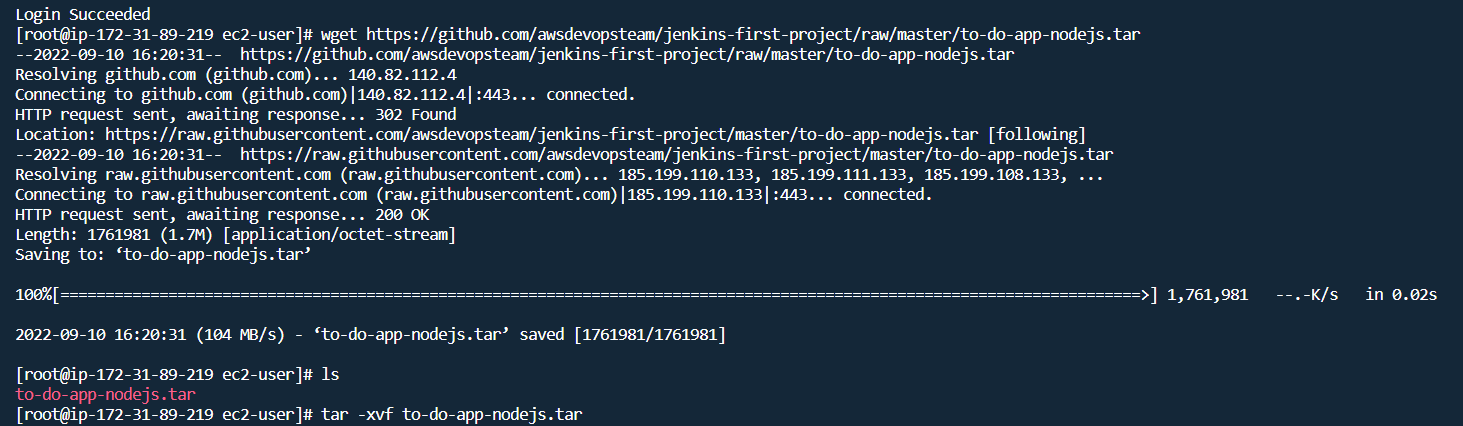 Login Succeeded
[root@ip-172-31-89-219 ec2-user]# wget https://github.com/awsdevopsteam/jenkins-first-project/raw/master/to-do-app-nodejs.tar
--2022-09-10 16:20:31--  https://github.com/awsdevopsteam/jenkins-first-project/raw/master/to-do-app-nodejs.tar
Resolving github.com (github.com)... 140.82.112.4
Connecting to github.com (github.com)|140.82.112.4|:443... connected.
HTTP request sent, awaiting response... 302 Found
Location: https://raw.githubusercontent.com/awsdevopsteam/jenkins-first-project/master/to-do-app-nodejs.tar [following]
--2022-09-10 16:20:31--  https://raw.githubusercontent.com/awsdevopsteam/jenkins-first-project/master/to-do-app-nodejs.tar
Resolving raw.githubusercontent.com (raw.githubusercontent.com)... 185.199.110.133, 185.199.111.133, 185.199.108.133, ...
Connecting to raw.githubusercontent.com (raw.githubusercontent.com)|185.199.110.133|:443... connected.
HTTP request sent, awaiting response... 200 OK
Length: 1761981 (1.7M) [application/octet-stream]
Saving to: ‘to-do-app-nodejs.tar’
100%[========================================================================================================================>] 1,761,981   --.-K/s   in 0.02s
2022-09-10 16:20:31 (104 MB/s) - ‘to-do-app-nodejs.tar’ saved [1761981/1761981]
[root@ip-172-31-89-219 ec2-user]# ls
to-do-app-nodejs.tar
[root@ip-172-31-89-219 ec2-user]# tar -xvf to-do-app-nodejs.tar